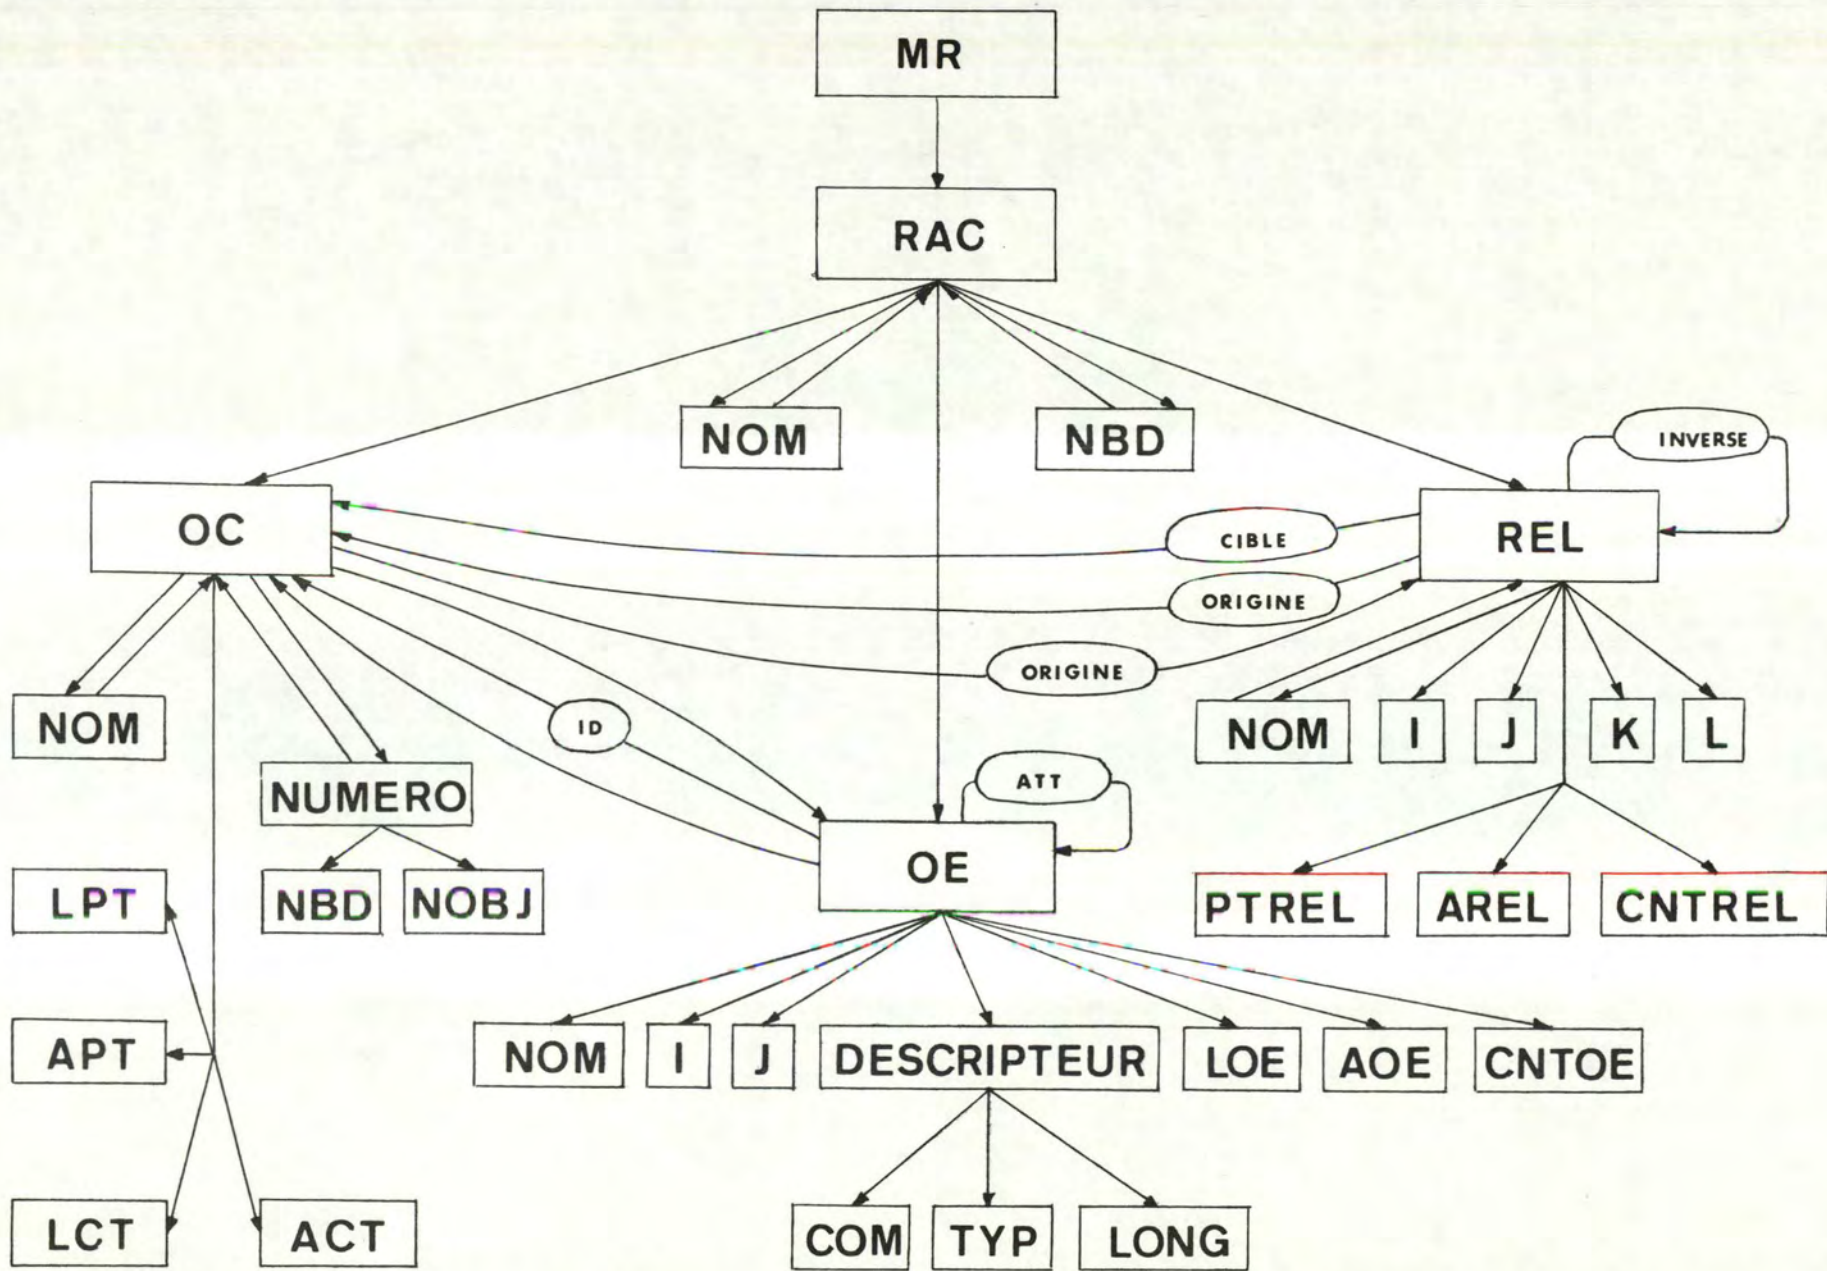 MR
RAC
NOM
NBD
INVERSE
OC
CIBLE
REL
ORIGINE
ORIGINE
NOM
ID
NOM
I
J
K
L
NUMERO
ATT
OE
LPT
NBD
NOBJ
PTREL
AREL
CNTREL
APT
NOM
I
J
DESCRIPTEUR
LOE
AOE
CNTOE
LCT
ACT
COM
TYP
LONG